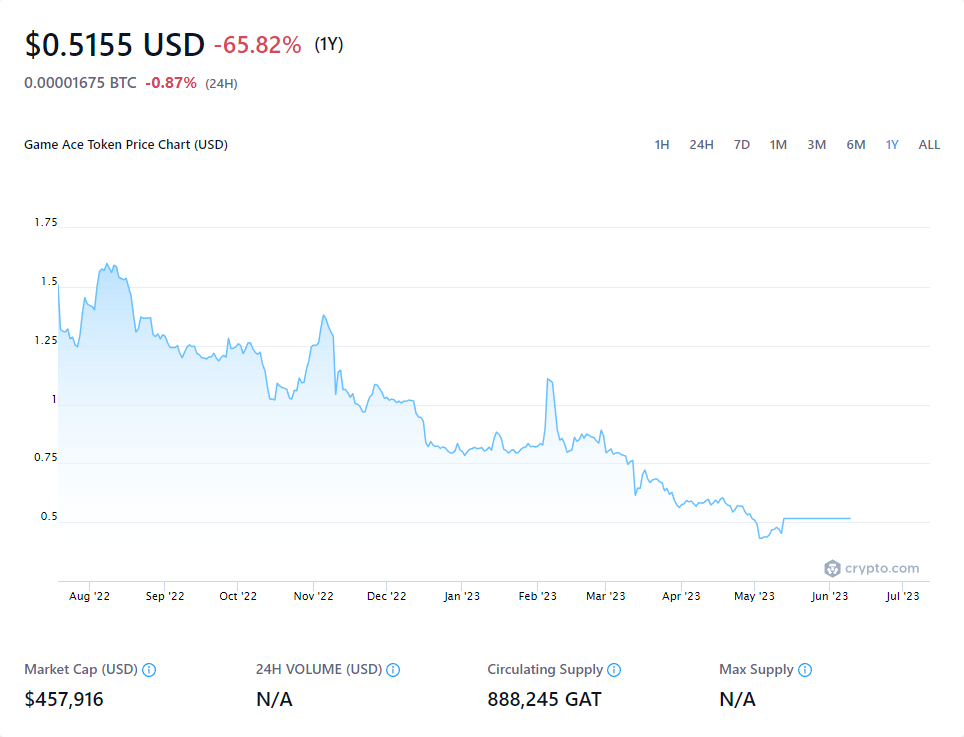 $0.5155 USD -65.82% (1Y)
0.00001675 BTC -0.87% (24H)
Game Ace Token Price Chart (USD) 1H 24H 7D 1M 3M 6M 1Y ALL
1.75
1.5
1.25
1
0.75
0.5
crypto.com
Aug '22 Sep '22 Oct '22 Nov '22 Dec '22 Jan '23 Feb '23 Mar '23 Apr '23 May '23 Jun '23 Jul '23
Market Cap (USD) 24H VOLUME (USD) Circulating Supply Max Supply
$457,916 N/A 888,245 GAT N/A